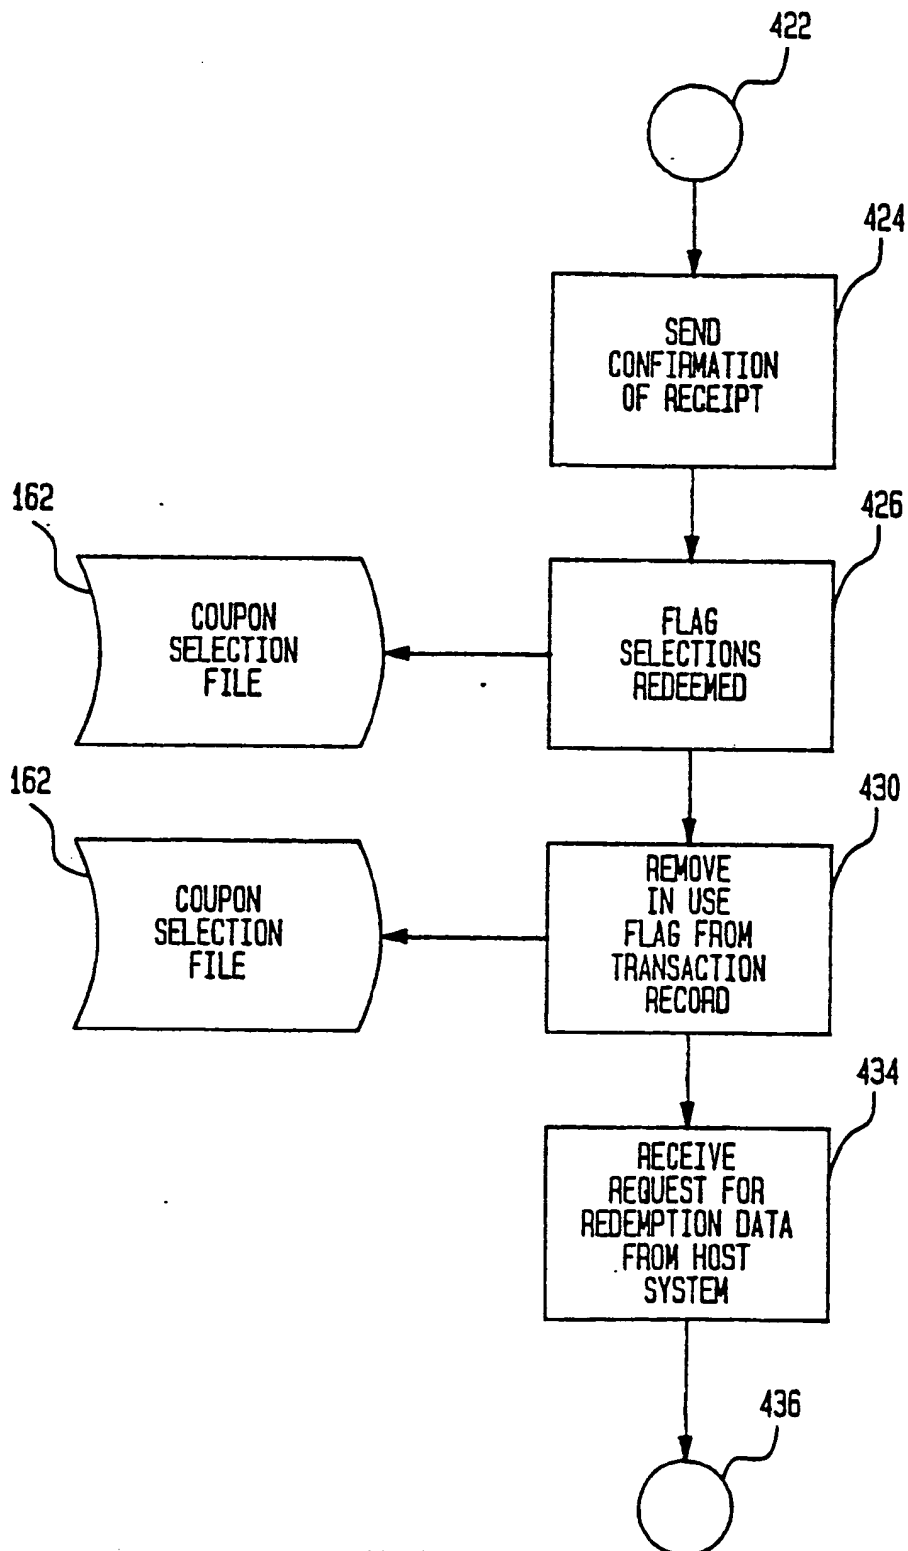 422
424
SEND
CONFIRMATION
OF RECEIPT
162
426
COUPON
SELECTION
FILE
FLAG
SELECTIONS
REDEEMED
162
430
COUPON
SELECTION
FILE
REMOVE
IN USE
FLAG FROM
TRANSACTION
RECORD
434
RECEIVE
REQUEST FOR
REDEMPTION DATA
FROM HOST
SYSTEM
436